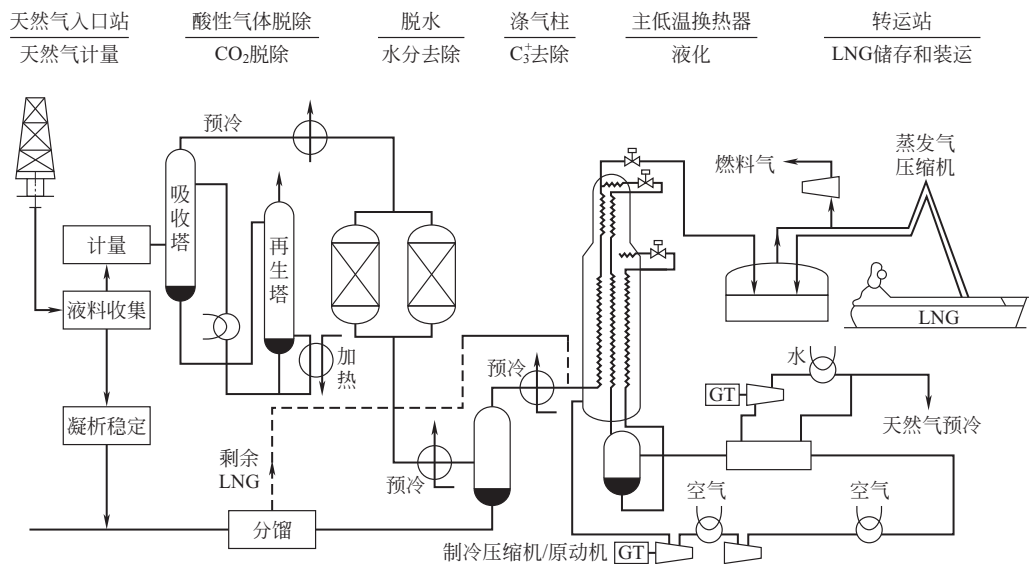 天然气入口站
天然气计量
酸性气体脱除
CO₂脱除
脱水
水分去除
涤气柱
C₃⁺去除
主低温换热器
液化
转运站
LNG储存和装运
预冷
吸收塔
再生塔
计量
液料收集
加热
凝析稳定
剩余
LNG
分馏
预冷
预冷
燃料气
蒸发气
压缩机
LNG
水
GT
天然气预冷
空气
空气
制冷压缩机/原动机
GT